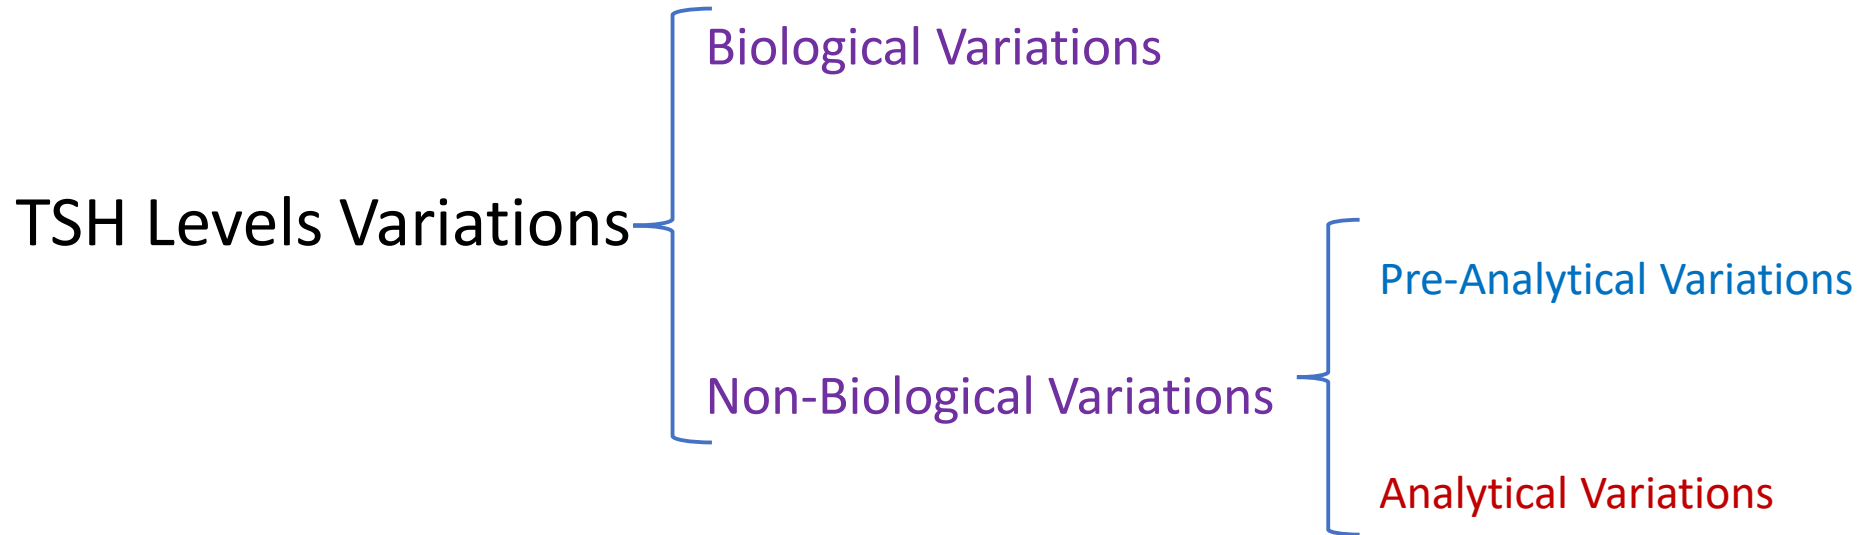 Biological Variations
TSH Levels Variations
Pre-Analytical Variations
Non-Biological Variations
Analytical Variations